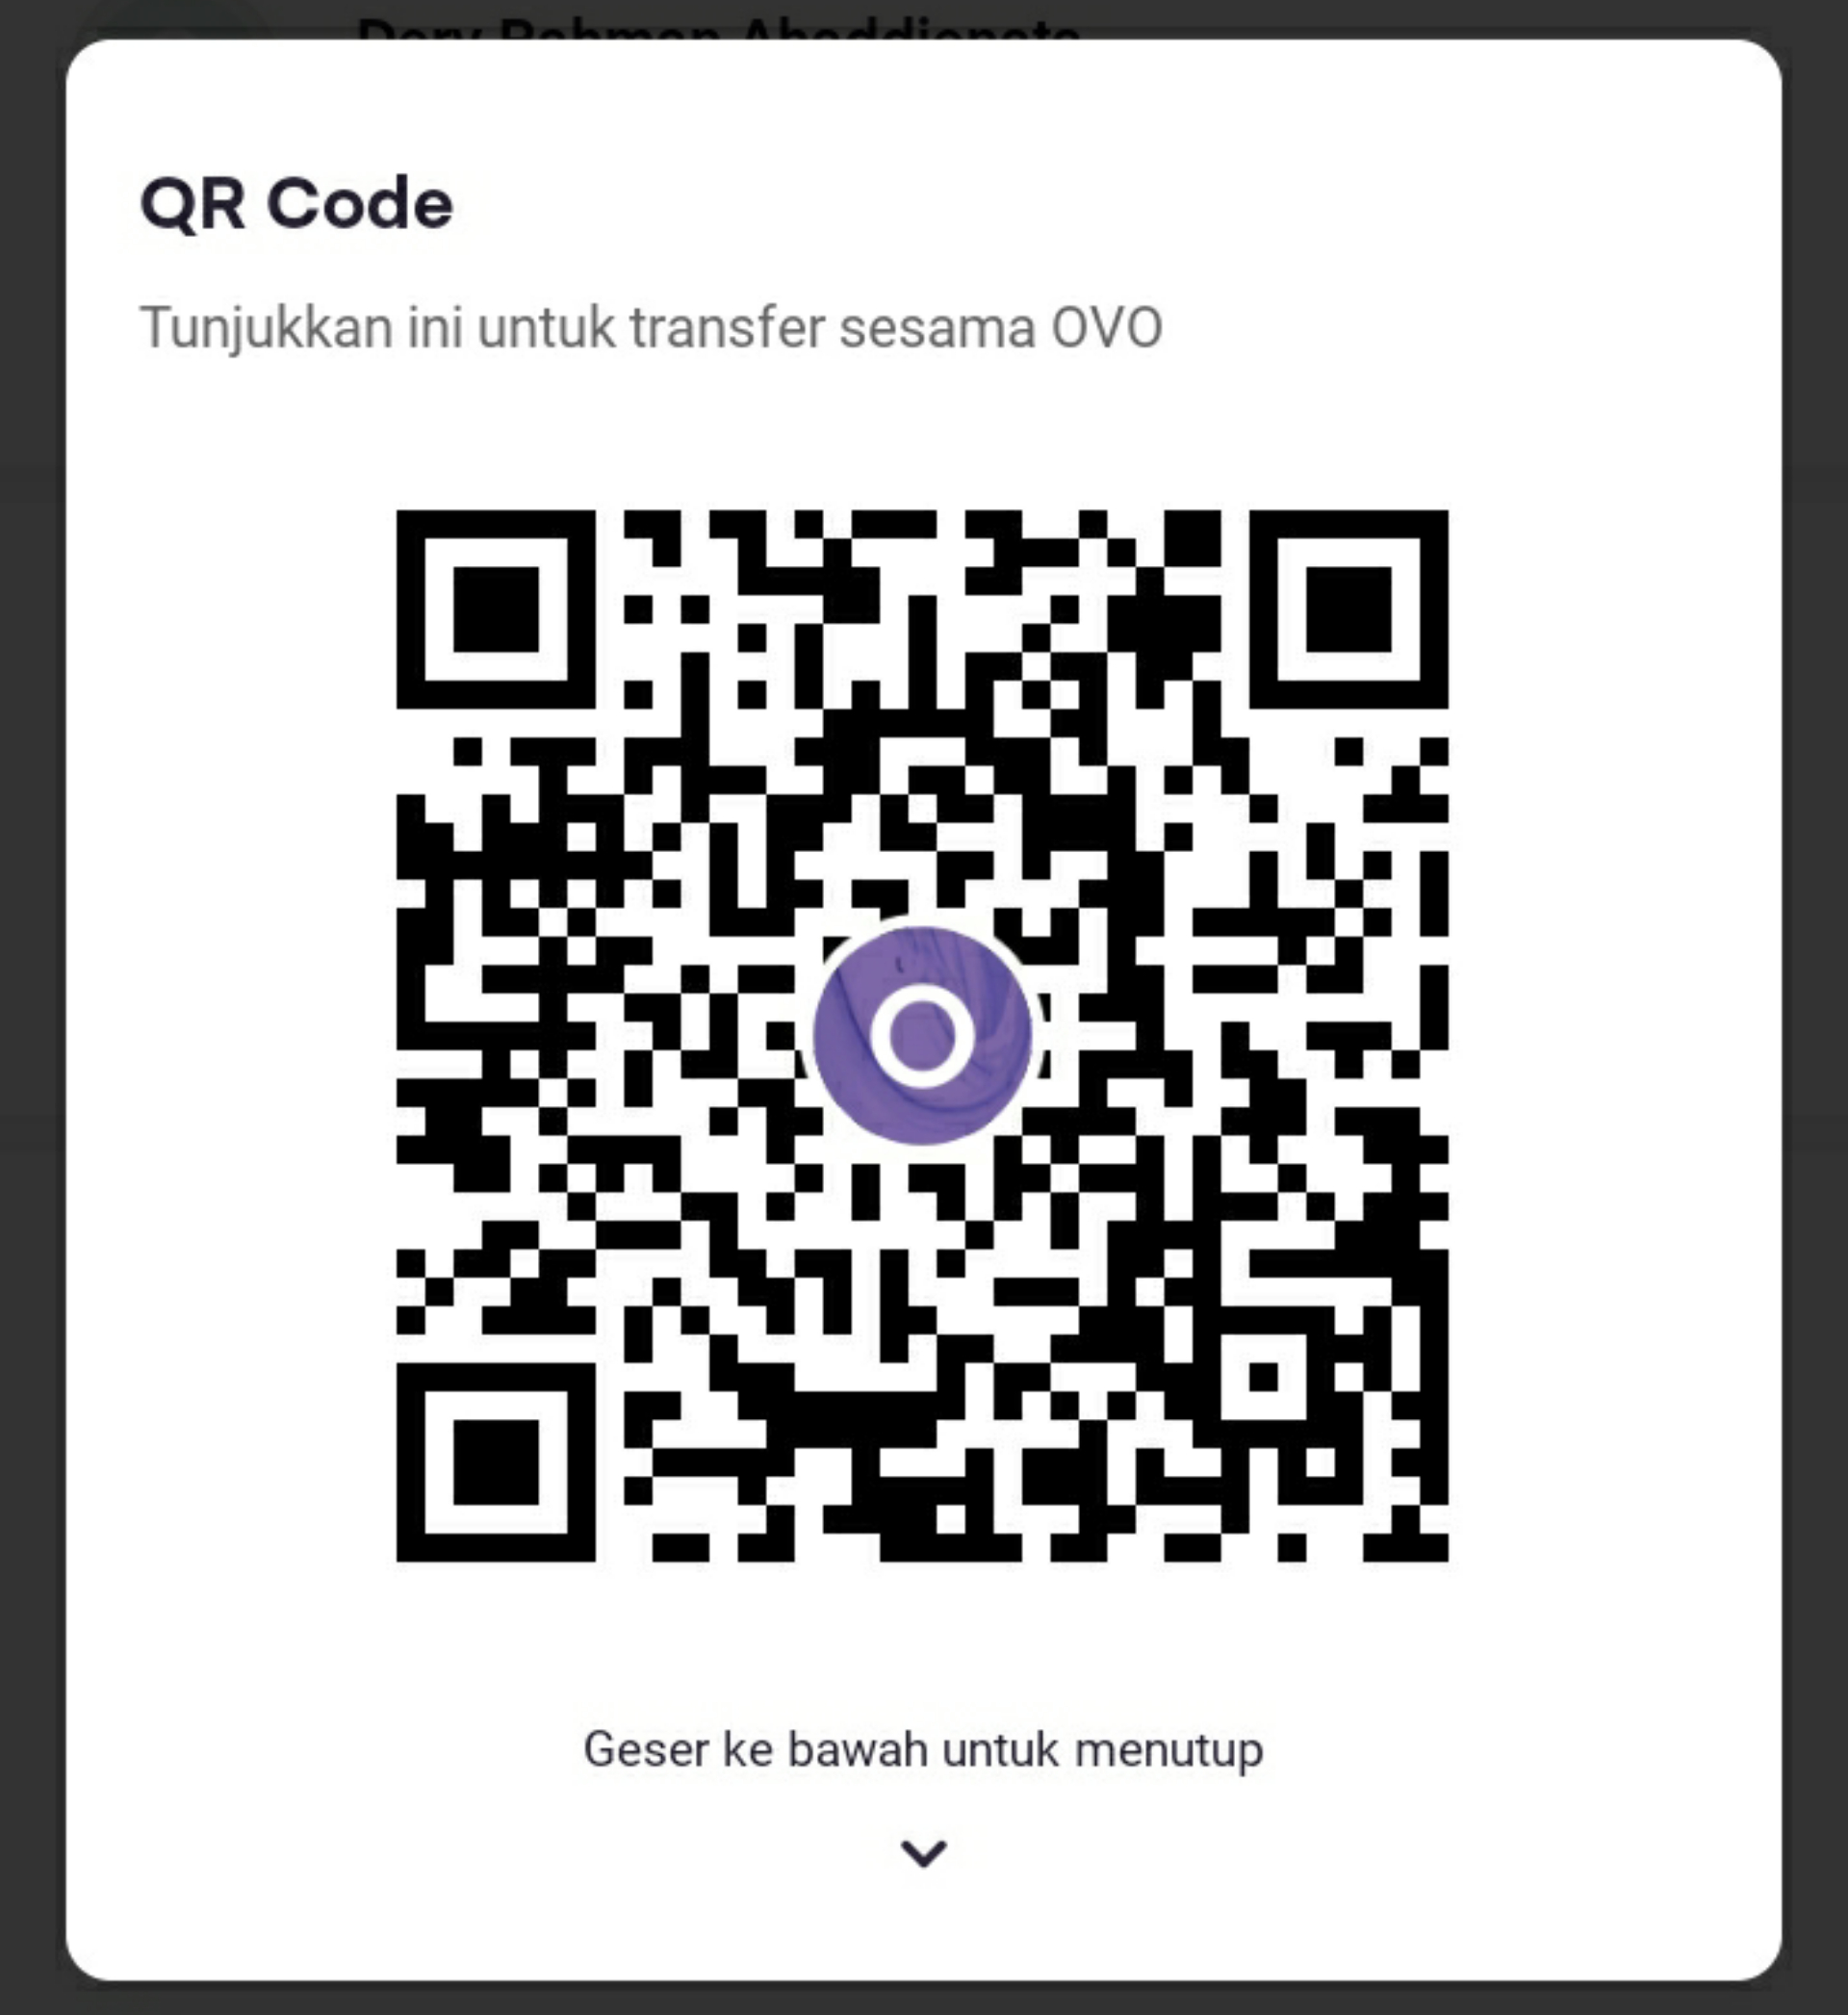 QR Code
Tunjukkan ini untuk transfer sesama OVO
Geser ke bawah untuk menutup